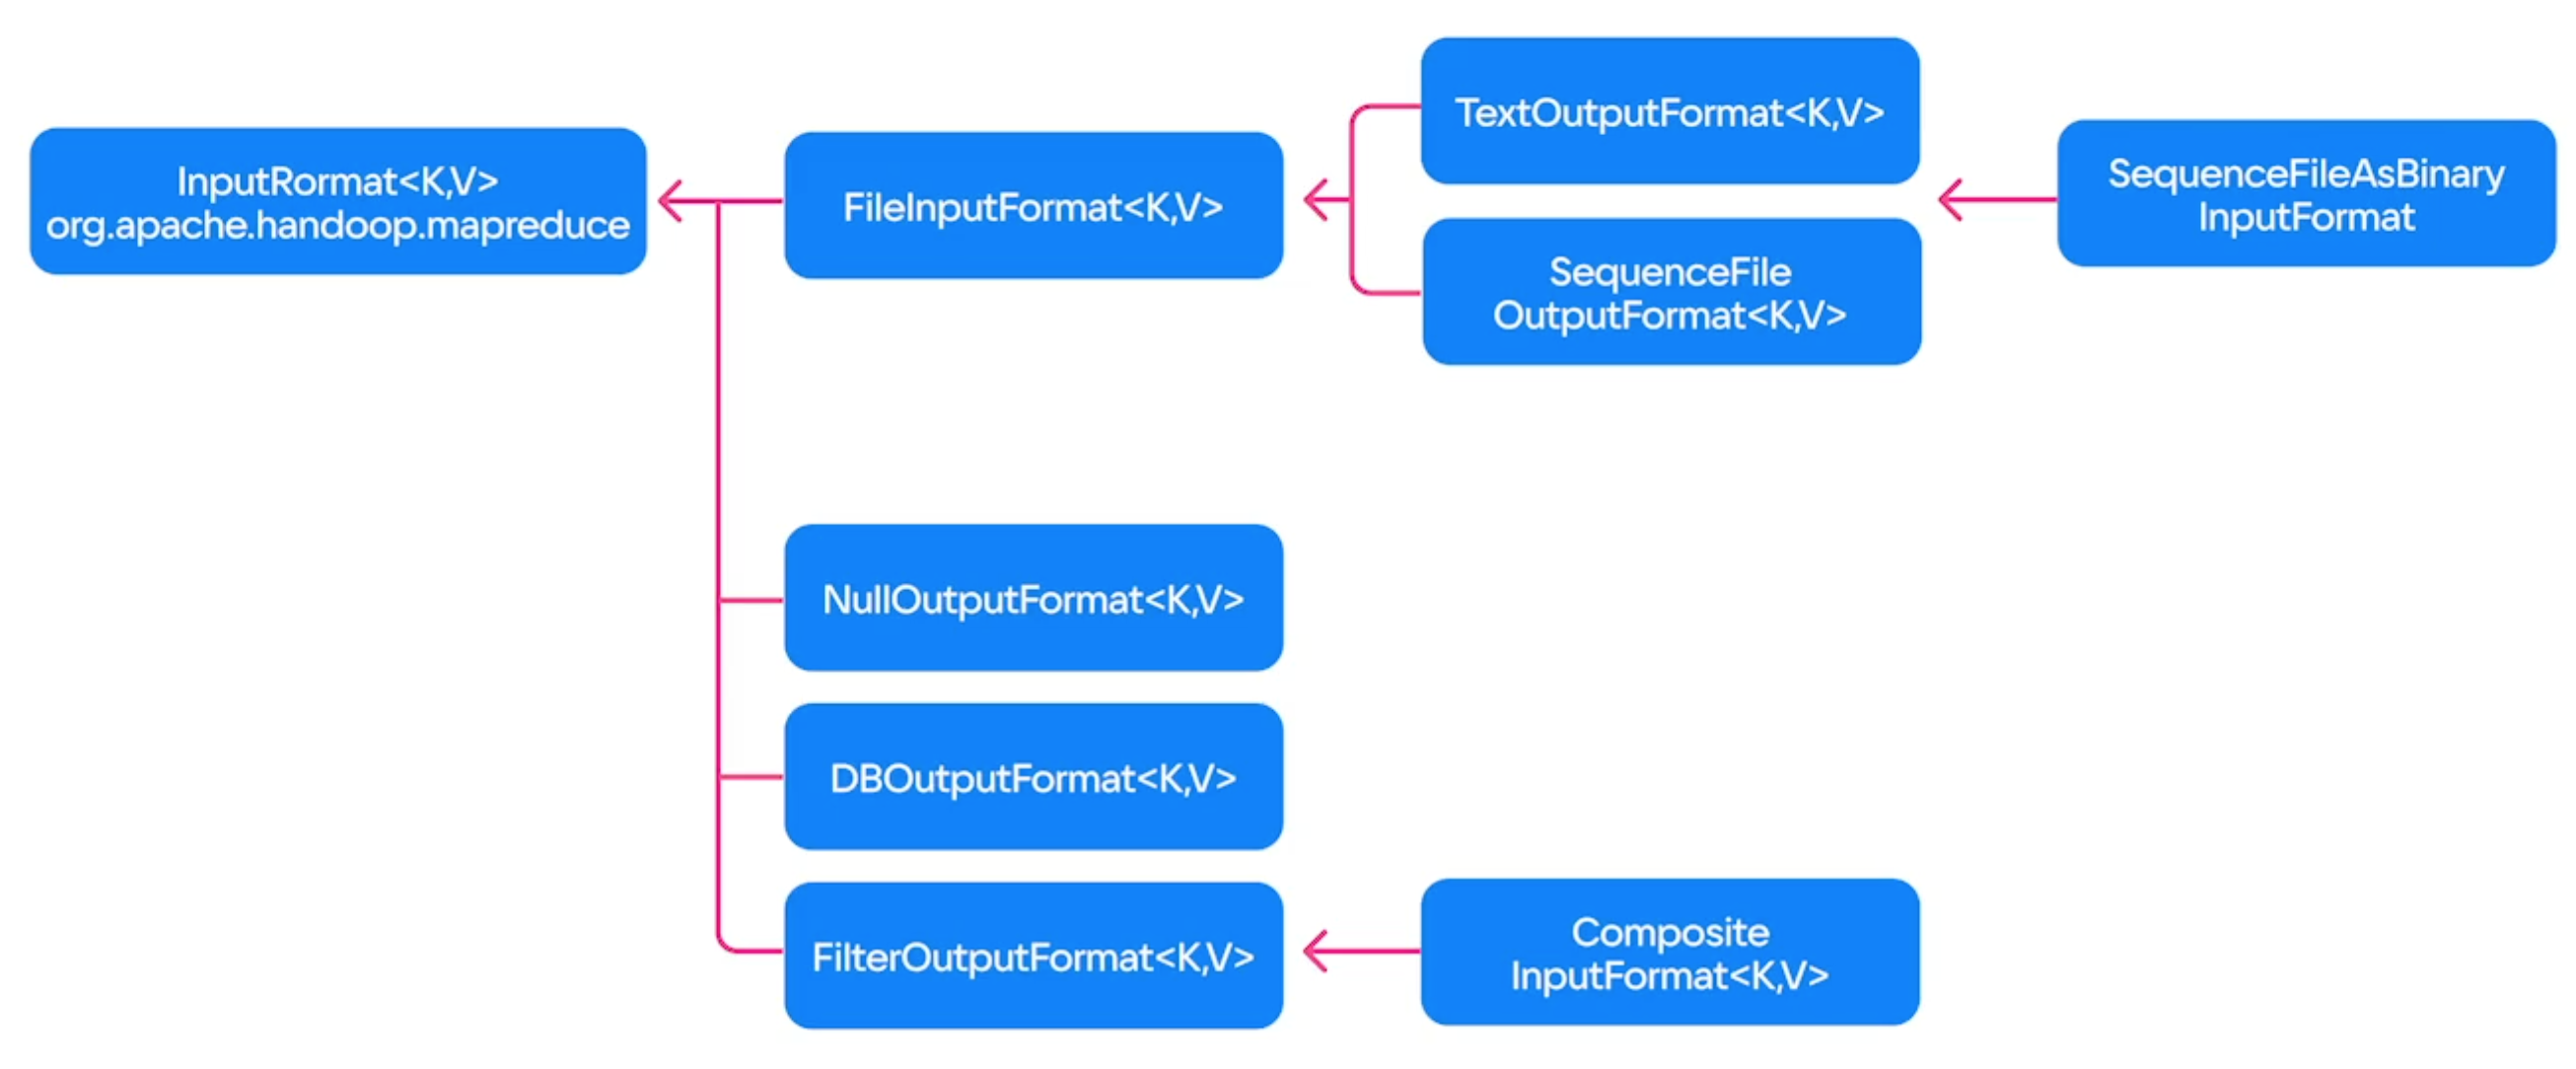 InputRormat<K,V>
org.apache.handoop.mapreduce
FileInputFormat<K,V>
TextOutputFormat<K,V>
SequenceFile
OutputFormat<K,V>
SequenceFileAsBinary
InputFormat
NullOutputFormat<K,V>
DBOutputFormat<K,V>
FilterOutputFormat<K,V>
Composite
InputFormat<K,V>